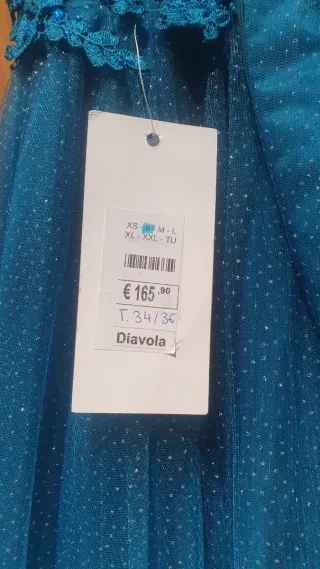 XS - S - M - L
XL - XXL - TU
€ 165,90
T. 34/36
Diavola